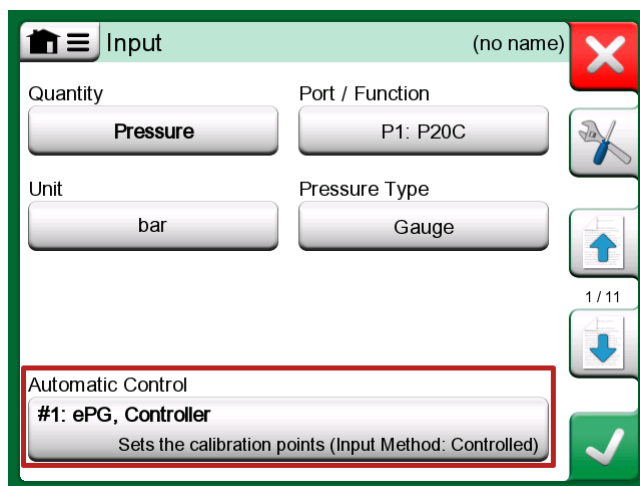 Input (no name)
Quantity Port / Function
Pressure P1: P20C
Unit Pressure Type
bar Gauge
1 / 11
Automatic Control
#1: ePG, Controller
Sets the calibration points (Input Method: Controlled)